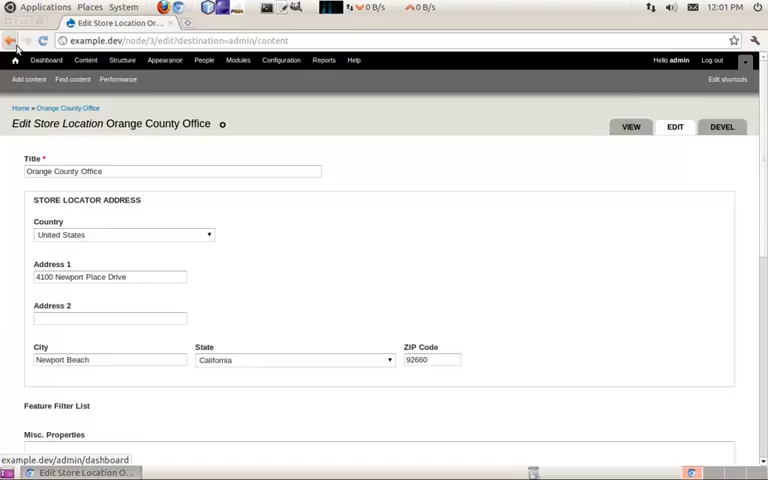 Applications Places System 0 B/s 0 B/s 12:01 PM
Edit Store Location Or...
example.dev/node/3/edit?destination=admin/content
Dashboard Content Structure Appearance People Modules Configuration Reports Help Hello admin Log out
Add content Find content Performance Edit shortcuts
Home » Orange County Office
Edit Store Location Orange County Office VIEW EDIT DEVEL
Title *
Orange County Office
STORE LOCATOR ADDRESS
Country
United States
Address 1
4100 Newport Place Drive
Address 2
City State ZIP Code
Newport Beach California 92660
Feature Filter List
Misc. Properties
example.dev/admin/dashboard
Edit Store Location O...